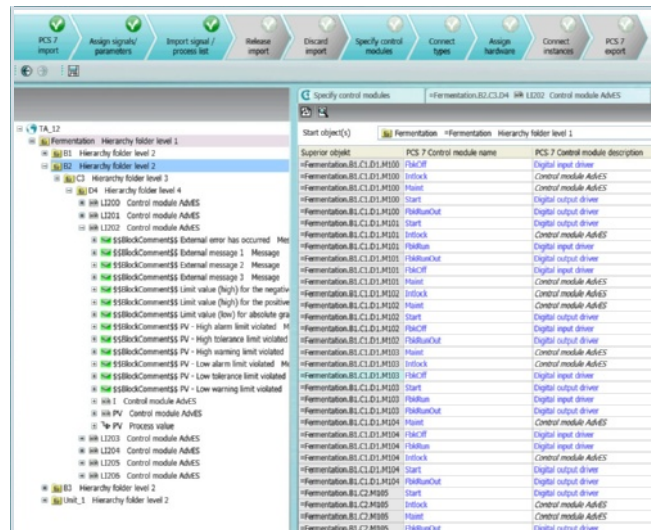 PCS 7 import
Assign signals/ parameters
Import signal / process list
Release import
Discard import
Specify control modules
Connect types
Assign hardware
Connect instances
PCS 7 export
Specify control modules
=Fermentation.B2.C3.D4 LI202 Control module AdvES
Start object(s) Fermentation =Fermentation Hierarchy folder level 1
TA_12
Fermentation Hierarchy folder level 1
B1 Hierarchy folder level 2
B2 Hierarchy folder level 2
C3 Hierarchy folder level 3
D4 Hierarchy folder level 4
LI200 Control module AdvES
LI201 Control module AdvES
LI202 Control module AdvES
$$BlockComment$$ External error has occurred Mes
$$BlockComment$$ External message 1 Message
$$BlockComment$$ External message 2 Message
$$BlockComment$$ External message 3 Message
$$BlockComment$$ Limit value (high) for the negativ
$$BlockComment$$ Limit value (high) for the positive
$$BlockComment$$ Limit value (low) for absolute gra
$$BlockComment$$ PV - High alarm limit violated M
$$BlockComment$$ PV - High tolerance limit violated
$$BlockComment$$ PV - High warning limit violated
$$BlockComment$$ PV - Low alarm limit violated Me
$$BlockComment$$ PV - Low tolerance limit violated
$$BlockComment$$ PV - Low warning limit violated
I Control module AdvES
PV Control module AdvES
PV Process value
LI203 Control module AdvES
LI204 Control module AdvES
LI205 Control module AdvES
LI206 Control module AdvES
B3 Hierarchy folder level 2
Unit_1 Hierarchy folder level 2
Superior objekt PCS 7 Control module name PCS 7 Control module description
=Fermentation.B1.C1.D1.M100 FbkOff Digital input driver
=Fermentation.B1.C1.D1.M100 Intlock Control module AdvES
=Fermentation.B1.C1.D1.M100 Maint Control module AdvES
=Fermentation.B1.C1.D1.M100 Start Digital output driver
=Fermentation.B1.C1.D1.M100 FbkRunOut Digital output driver
=Fermentation.B1.C1.D1.M101 Start Digital output driver
=Fermentation.B1.C1.D1.M101 Intlock Control module AdvES
=Fermentation.B1.C1.D1.M101 FbkRun Digital input driver
=Fermentation.B1.C1.D1.M101 FbkRunOut Digital output driver
=Fermentation.B1.C1.D1.M101 FbkOff Digital input driver
=Fermentation.B1.C1.D1.M101 Maint Control module AdvES
=Fermentation.B1.C1.D1.M102 Intlock Control module AdvES
=Fermentation.B1.C1.D1.M102 Maint Control module AdvES
=Fermentation.B1.C1.D1.M102 Start Digital output driver
=Fermentation.B1.C1.D1.M102 FbkOff Digital input driver
=Fermentation.B1.C1.D1.M102 FbkRunOut Digital output driver
=Fermentation.B1.C1.D1.M103 Maint Control module AdvES
=Fermentation.B1.C1.D1.M103 Intlock Control module AdvES
=Fermentation.B1.C1.D1.M103 FbkOff Digital input driver
=Fermentation.B1.C1.D1.M103 Start Digital output driver
=Fermentation.B1.C1.D1.M103 FbkRun Digital input driver
=Fermentation.B1.C1.D1.M103 FbkRunOut Digital output driver
=Fermentation.B1.C1.D1.M104 Maint Control module AdvES
=Fermentation.B1.C1.D1.M104 FbkOff Digital input driver
=Fermentation.B1.C1.D1.M104 FbkRun Digital input driver
=Fermentation.B1.C1.D1.M104 Intlock Control module AdvES
=Fermentation.B1.C1.D1.M104 Start Digital output driver
=Fermentation.B1.C1.D1.M104 FbkRunOut Digital output driver
=Fermentation.B1.C2.M105 Start Digital output driver
=Fermentation.B1.C2.M105 Intlock Control module AdvES
=Fermentation.B1.C2.M105 Maint Control module AdvES
=Fermentation.B1.C2.M105 FbkRunOut Digital output driver